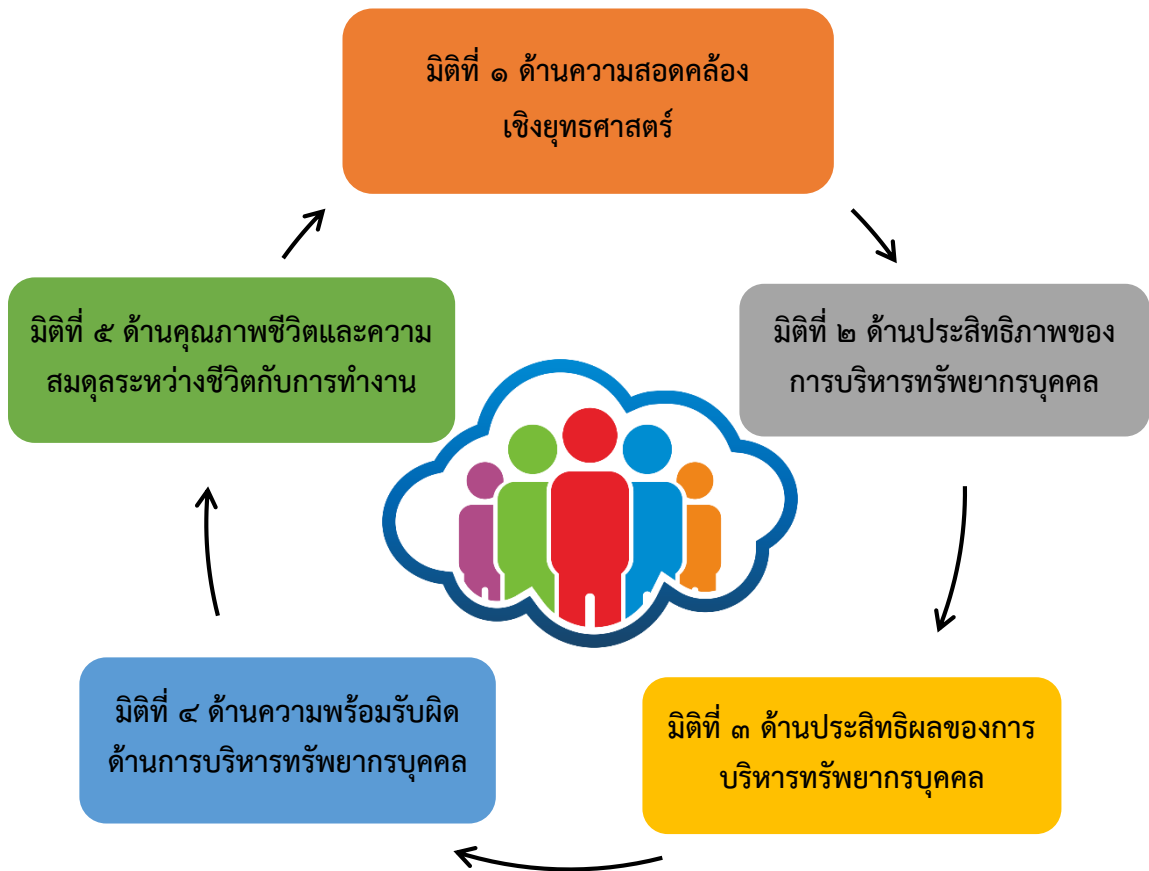 มิติที่ ๑ ด้านความสอดคล้อง
เชิงยุทธศาสตร์
มิติที่ ๒ ด้านประสิทธิภาพของ
การบริหารทรัพยากรบุคคล
มิติที่ ๓ ด้านประสิทธิผลของการ
บริหารทรัพยากรบุคคล
มิติที่ ๔ ด้านความพร้อมรับผิด
ด้านการบริหารทรัพยากรบุคคล
มิติที่ ๕ ด้านคุณภาพชีวิตและความ
สมดุลระหว่างชีวิตกับการทำงาน